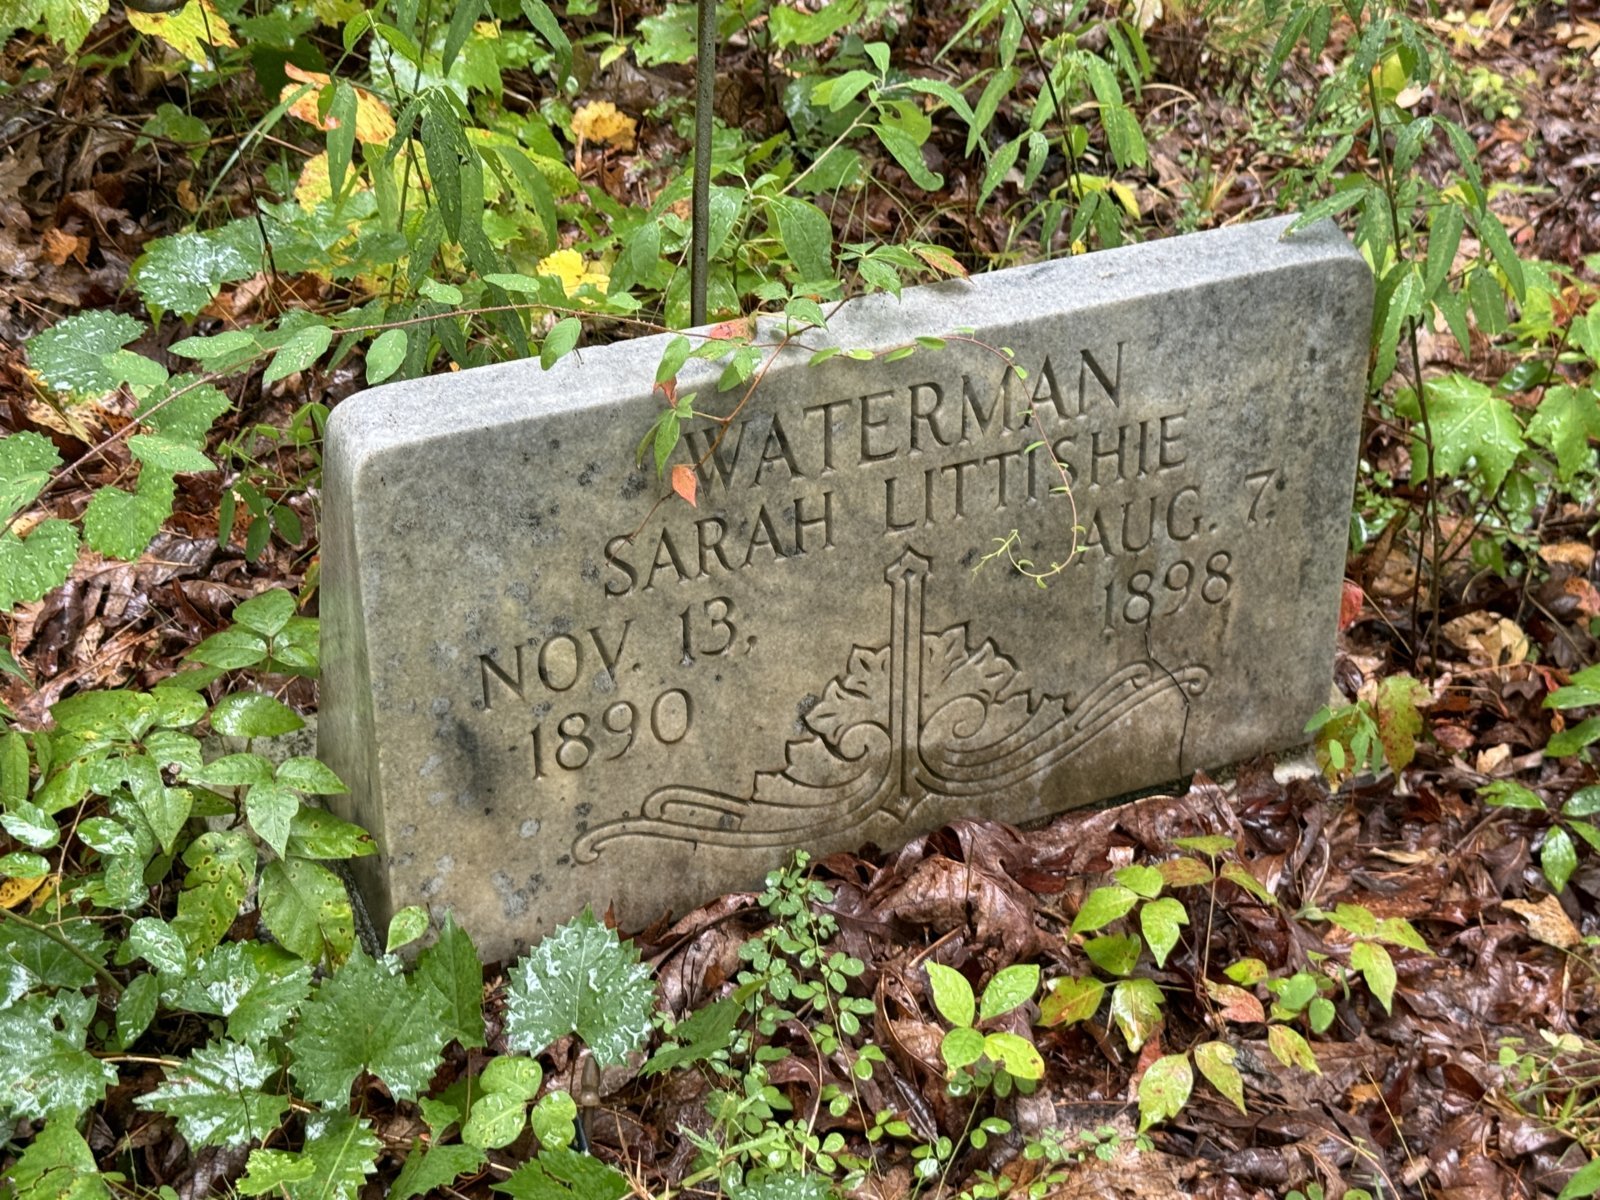 WATERMAN
SARAH LITTISHIE
NOV. 13, AUG. 7,
1890 1898